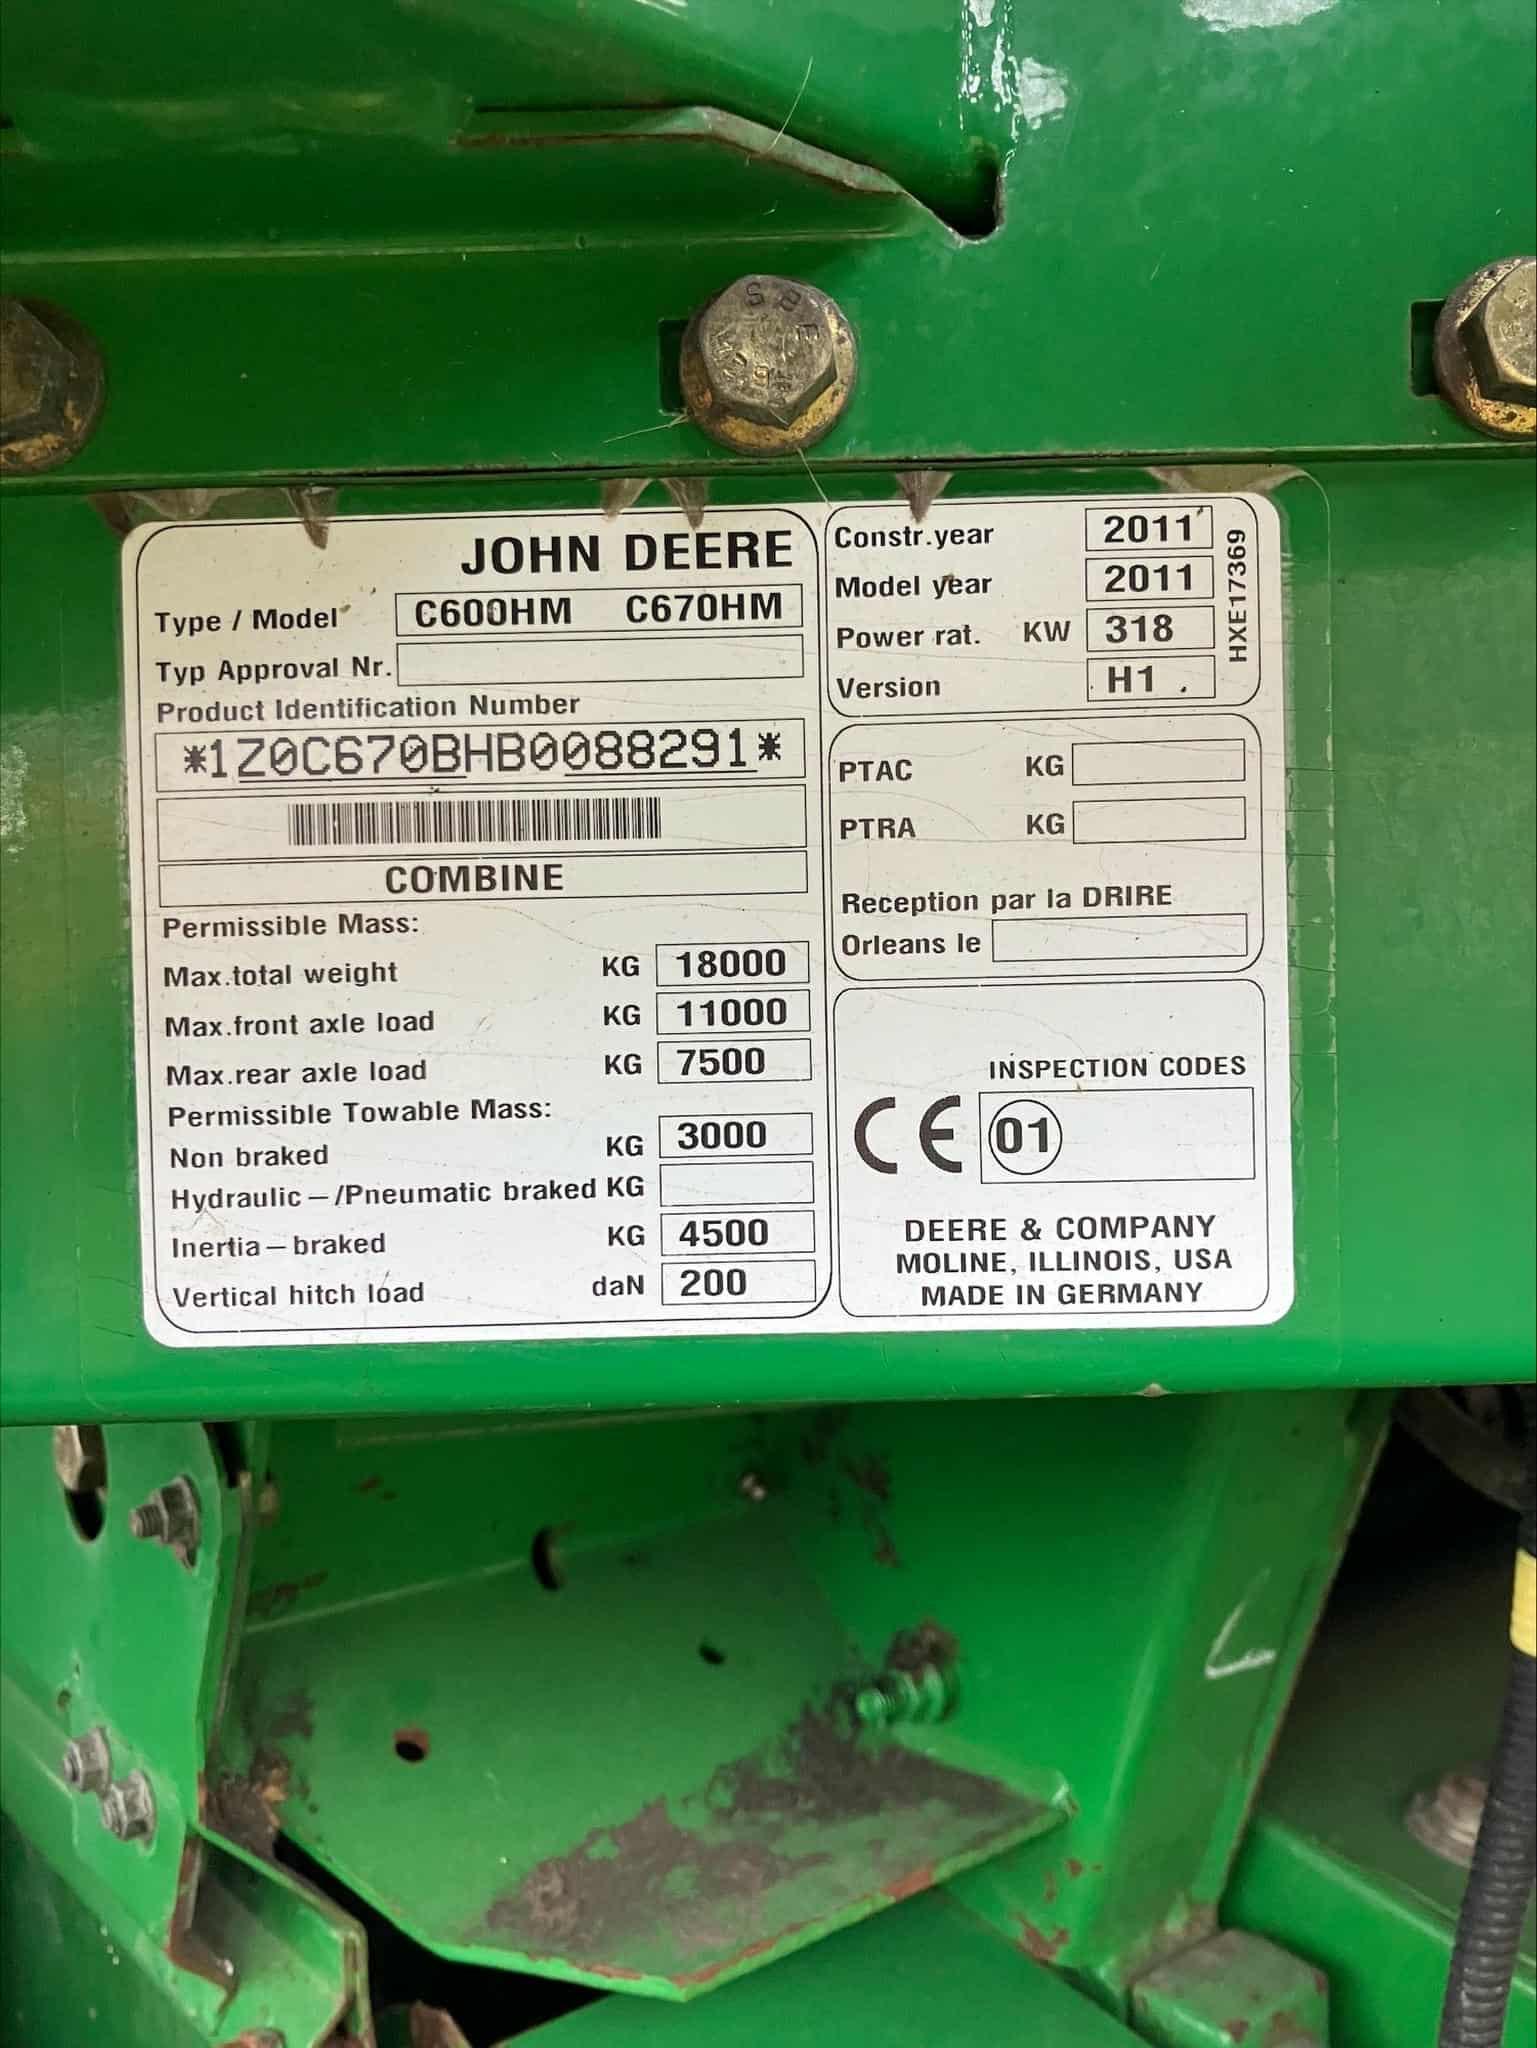 JOHN DEERE
Type / Model C600HM C670HM
Typ Approval Nr.
Product Identification Number
*1Z0C670BHB0088291*
COMBINE
Permissible Mass:
Max.total weight KG 18000
Max.front axle load KG 11000
Max.rear axle load KG 7500
Permissible Towable Mass:
Non braked KG 3000
Hydraulic-/Pneumatic braked KG
Inertia-braked KG 4500
Vertical hitch load daN 200
Constr.year 2011
Model year 2011
Power rat. KW 318
Version H1
HXE17369
PTAC KG
PTRA KG
Reception par la DRIRE
Orleans le
INSPECTION CODES
CE 01
DEERE & COMPANY
MOLINE, ILLINOIS, USA
MADE IN GERMANY